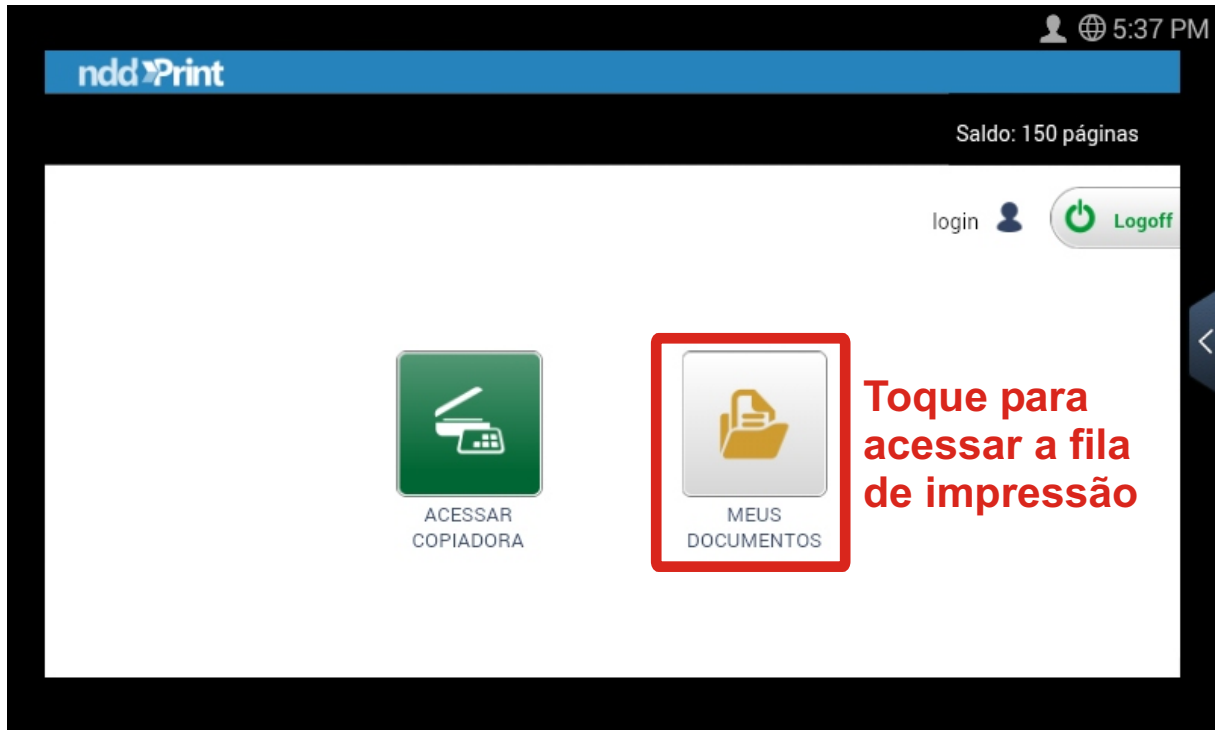 5:37 PM
nddPrint
Saldo: 150 páginas
login
Logoff
Toque para
acessar a fila
de impressão
ACESSAR
COPIADORA
MEUS
DOCUMENTOS